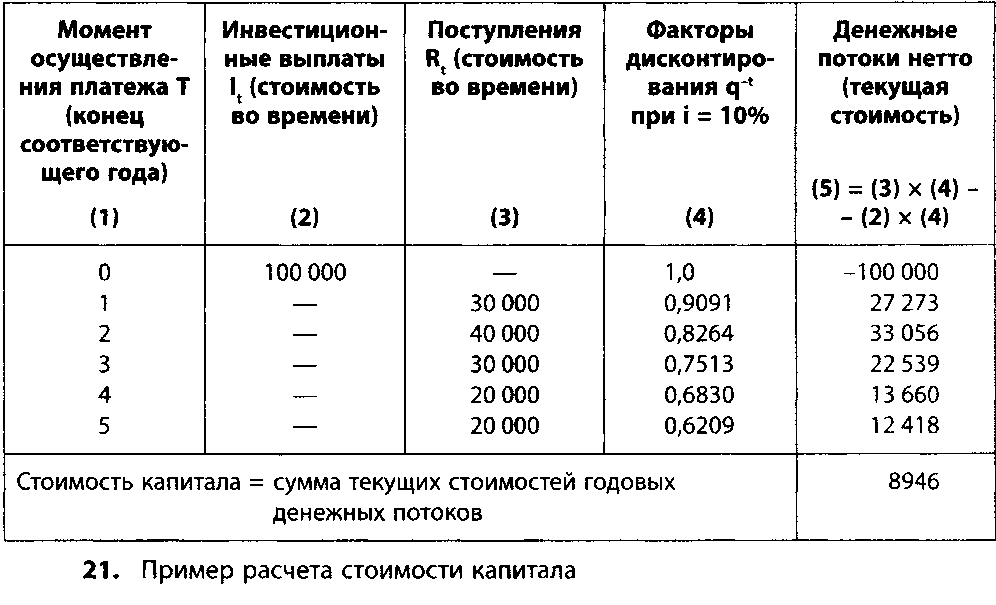 Момент осуществле-ния платежа T (конец соответствую-щего года) (1) | Инвестицион-ные выплаты I_t (стоимость во времени) (2) | Поступления R_t (стоимость во времени) (3) | Факторы дисконтиро-вания q^-t при i = 10% (4) | Денежные потоки нетто (текущая стоимость) (5) = (3) × (4) – – (2) × (4)
0 | 100 000 | — | 1,0 | –100 000
1 | — | 30 000 | 0,9091 | 27 273
2 | — | 40 000 | 0,8264 | 33 056
3 | — | 30 000 | 0,7513 | 22 539
4 | — | 20 000 | 0,6830 | 13 660
5 | — | 20 000 | 0,6209 | 12 418
Стоимость капитала = сумма текущих стоимостей годовых | 8946
денежных потоков
21. Пример расчета стоимости капитала